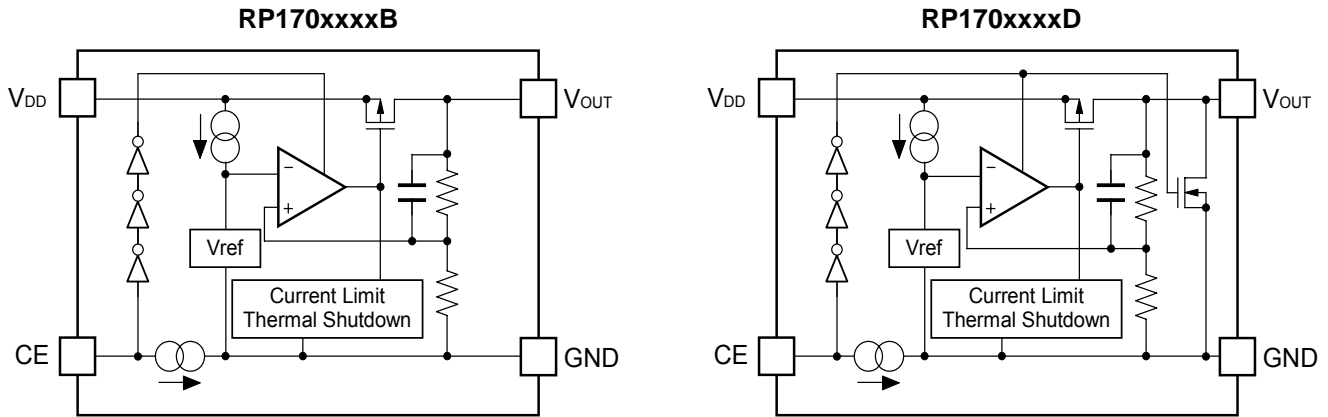 RP170xxxxB
VDD
VOUT
−
+
Vref
Current Limit
Thermal Shutdown
CE
GND
RP170xxxxD
VDD
VOUT
−
+
Vref
Current Limit
Thermal Shutdown
CE
GND